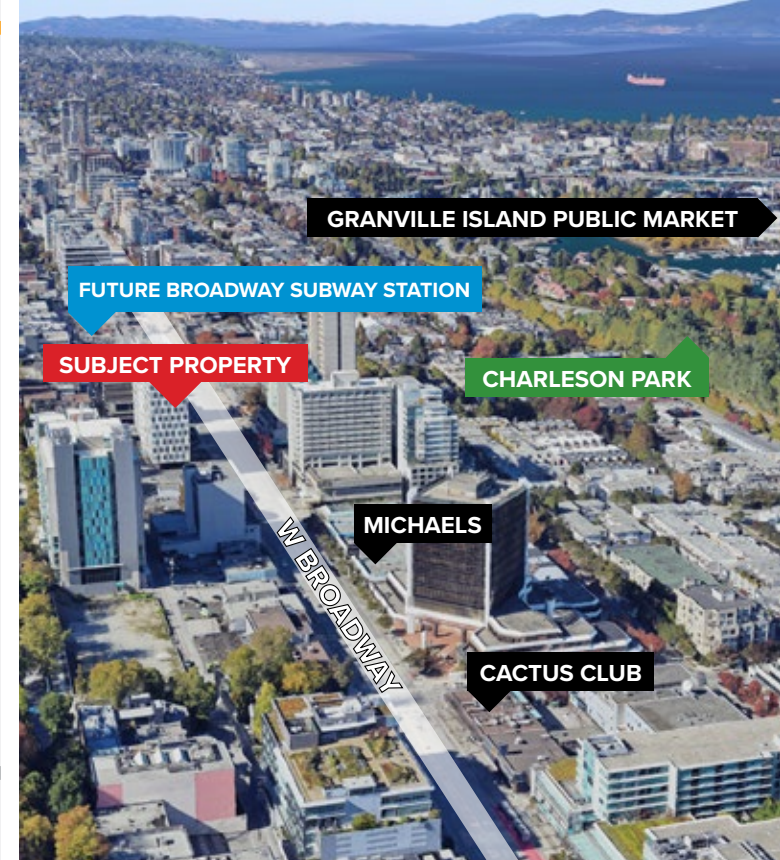 GRANVILLE ISLAND PUBLIC MARKET
FUTURE BROADWAY SUBWAY STATION
SUBJECT PROPERTY
CHARLESON PARK
MICHAELS
W BROADWAY
CACTUS CLUB